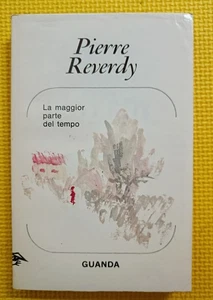 Pierre
Reverdy
La maggior
parte
del tempo
GUANDA